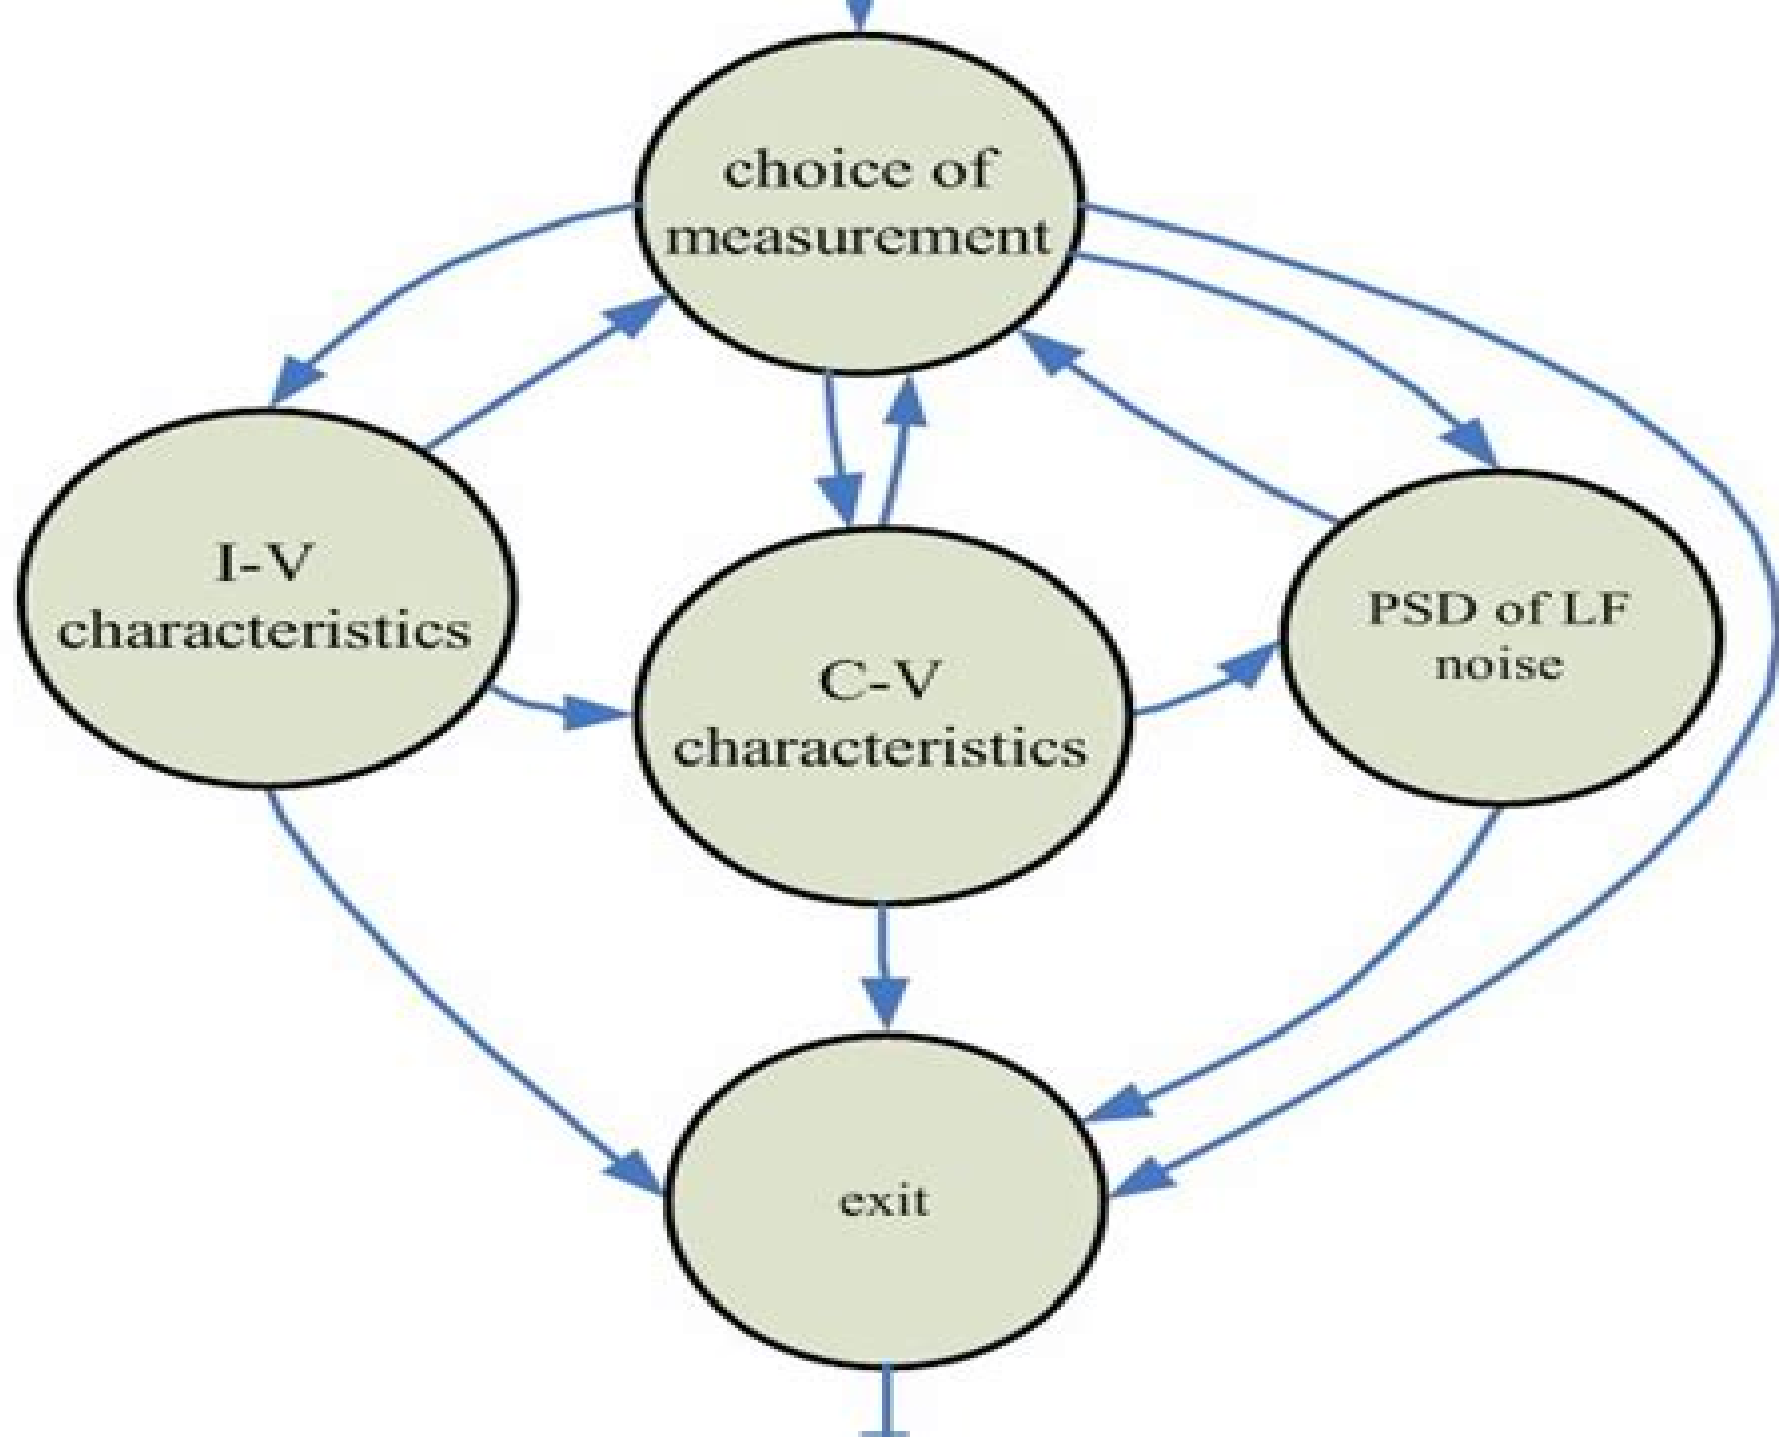 choice of
measurement
I-V
characteristics
C-V
characteristics
PSD of LF
noise
exit